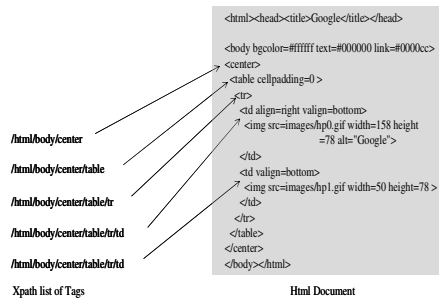 <html><head><title>Google</title></head>
<body bgcolor=#ffffff text=#000000 link=#0000cc>
<center>
<table cellpadding=0 >
<tr>
<td align=right valign=bottom>
<img src=images/hp0.gif width=158 height
=78 alt="Google">
</td>
<td valign=bottom>
<img src=images/hp1.gif width=50 height=78 >
</td>
</tr>
</table>
</center>
</body></html>
/html/body/center
/html/body/center/table
/html/body/center/table/tr
/html/body/center/table/tr/td
/html/body/center/table/tr/td
Xpath list of Tags
Html Document